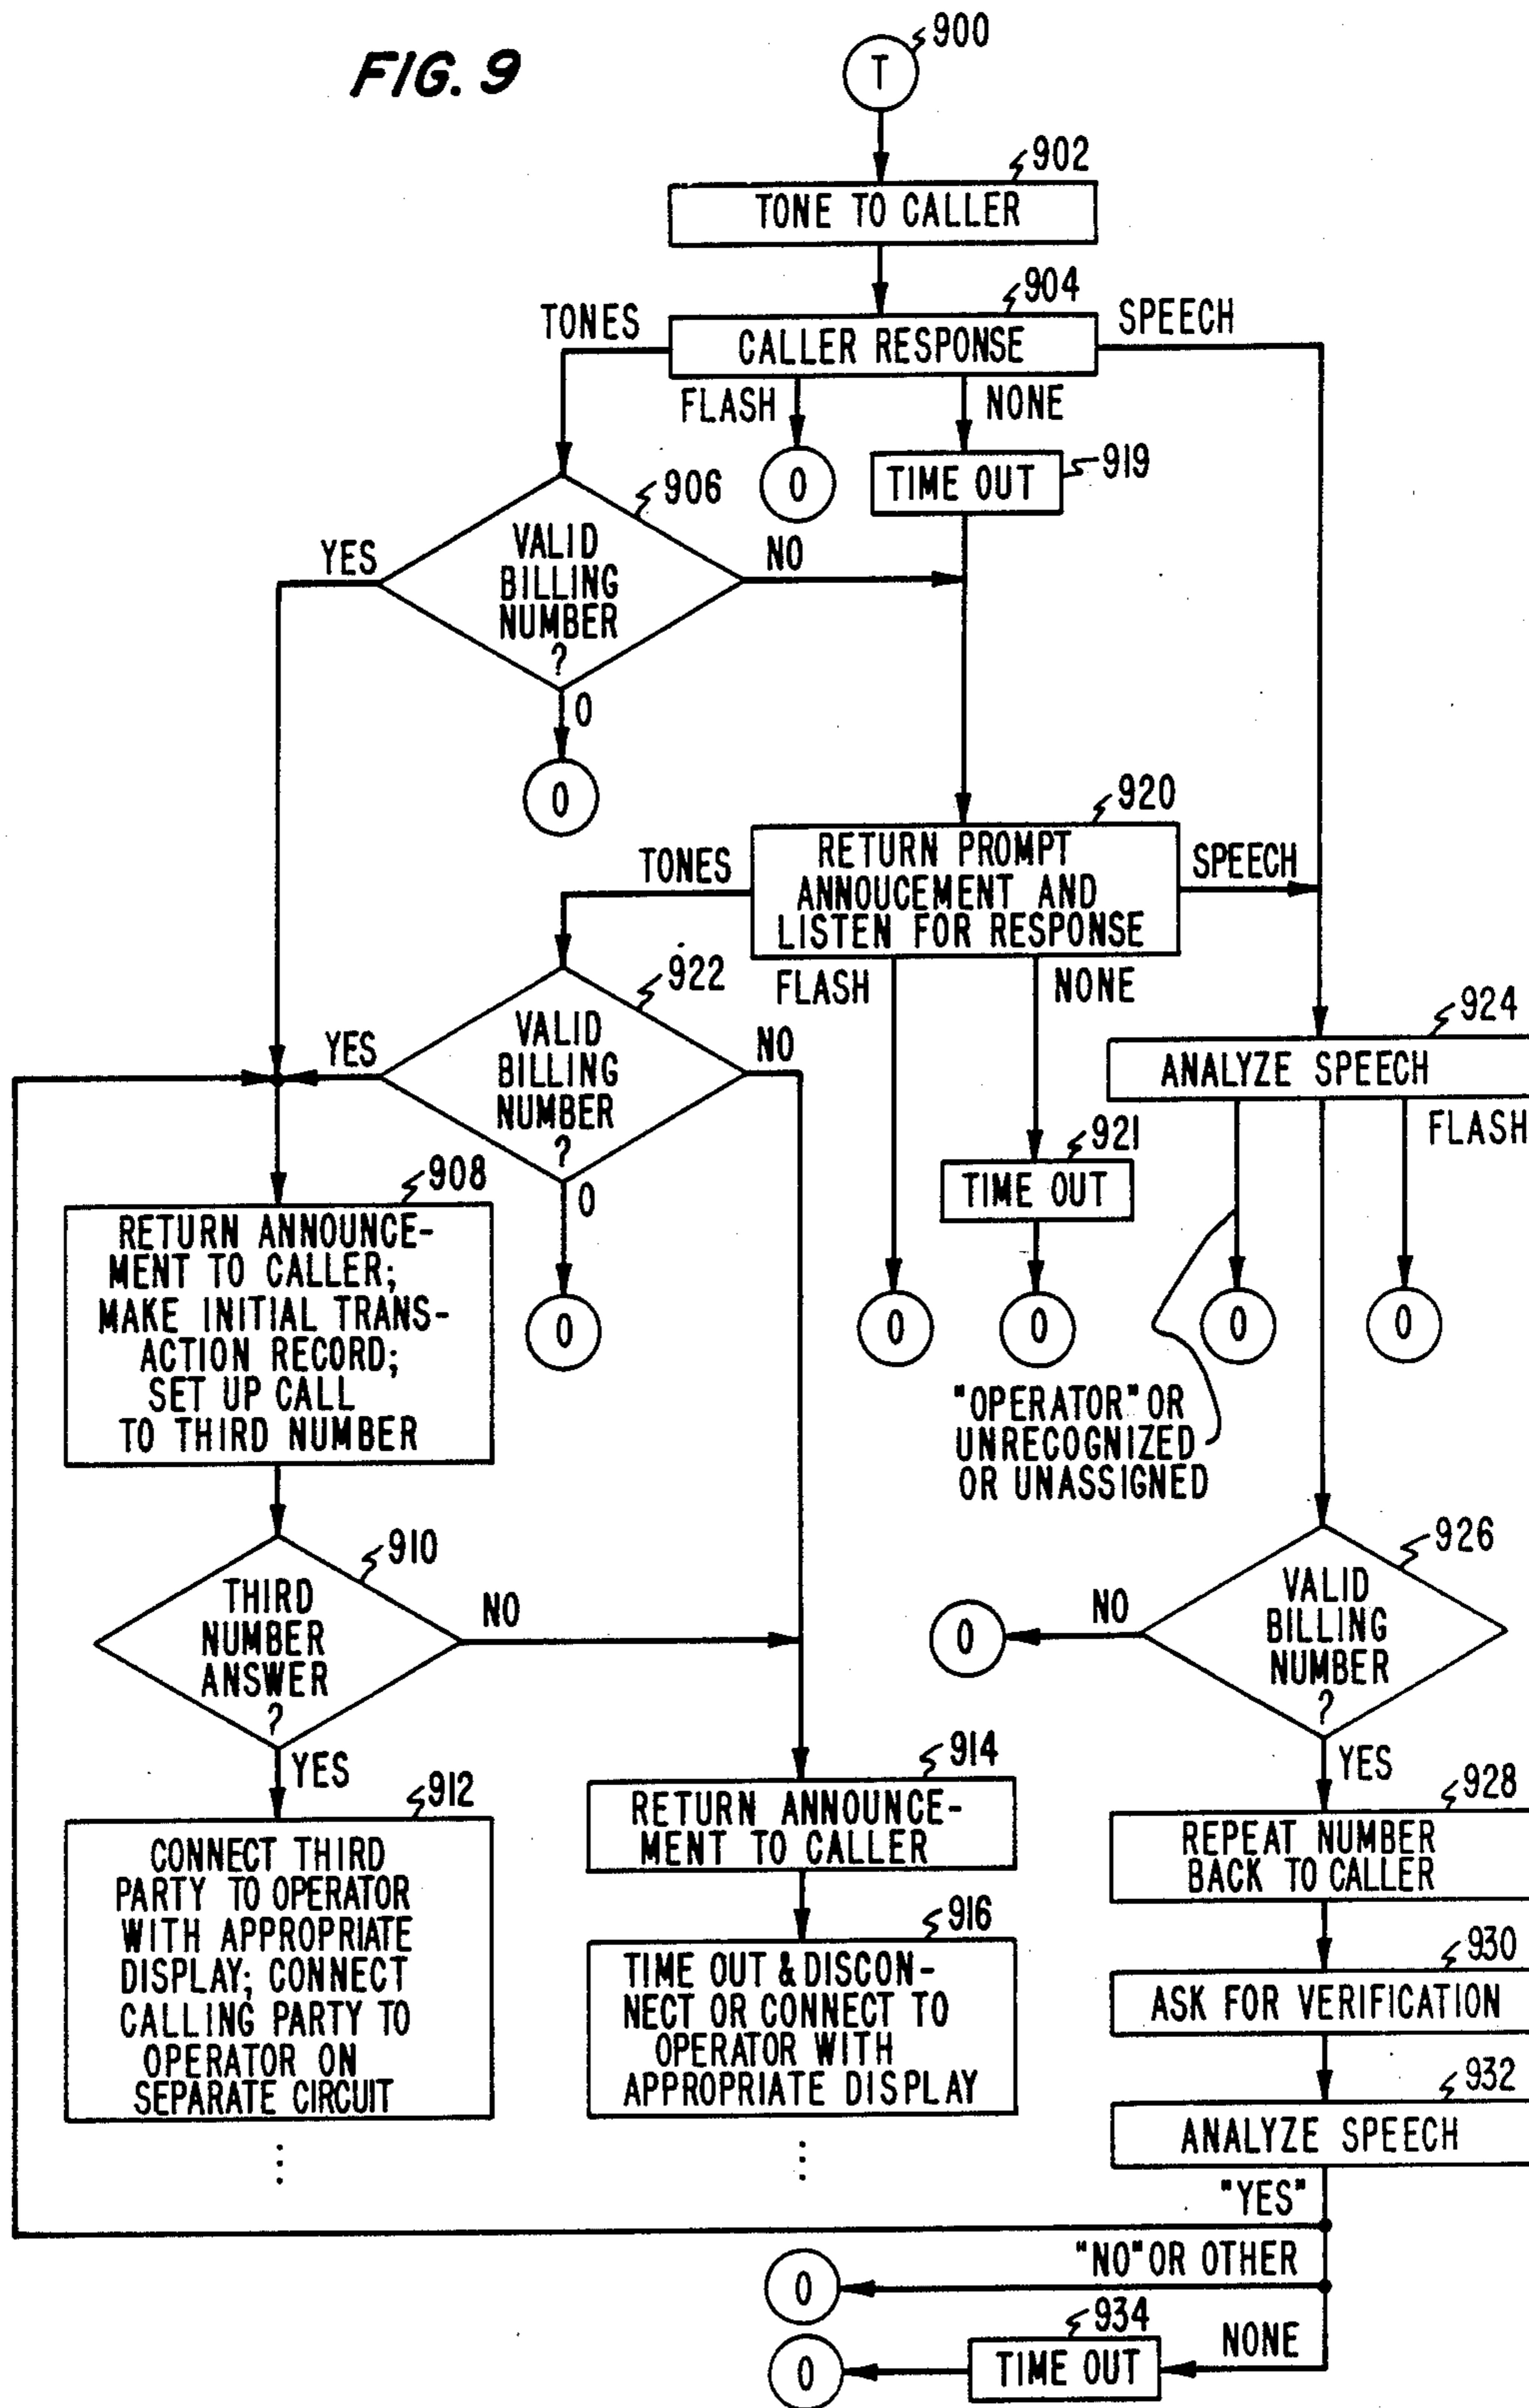 FIG. 9
T
900
902
TONE TO CALLER
904
TONES
CALLER RESPONSE
SPEECH
FLASH
NONE
0
TIME OUT
919
906
VALID
BILLING
NUMBER
?
YES
NO
0
0
920
RETURN PROMPT
ANNOUCEMENT AND
LISTEN FOR RESPONSE
TONES
SPEECH
FLASH
NONE
922
VALID
BILLING
NUMBER
?
YES
NO
0
0
924
ANALYZE SPEECH
FLASH
921
TIME OUT
0
0
0
0
"OPERATOR" OR
UNRECOGNIZED
OR UNASSIGNED
908
RETURN ANNOUNCE-
MENT TO CALLER;
MAKE INITIAL TRANS-
ACTION RECORD;
SET UP CALL
TO THIRD NUMBER
910
THIRD
NUMBER
ANSWER
?
NO
YES
926
VALID
BILLING
NUMBER
?
NO
0
YES
912
CONNECT THIRD
PARTY TO OPERATOR
WITH APPROPRIATE
DISPLAY; CONNECT
CALLING PARTY TO
OPERATOR ON
SEPARATE CIRCUIT
914
RETURN ANNOUNCE-
MENT TO CALLER
916
TIME OUT & DISCON-
NECT OR CONNECT TO
OPERATOR WITH
APPROPRIATE DISPLAY
928
REPEAT NUMBER
BACK TO CALLER
930
ASK FOR VERIFICATION
932
ANALYZE SPEECH
"YES"
"NO" OR OTHER
0
934
NONE
TIME OUT
0